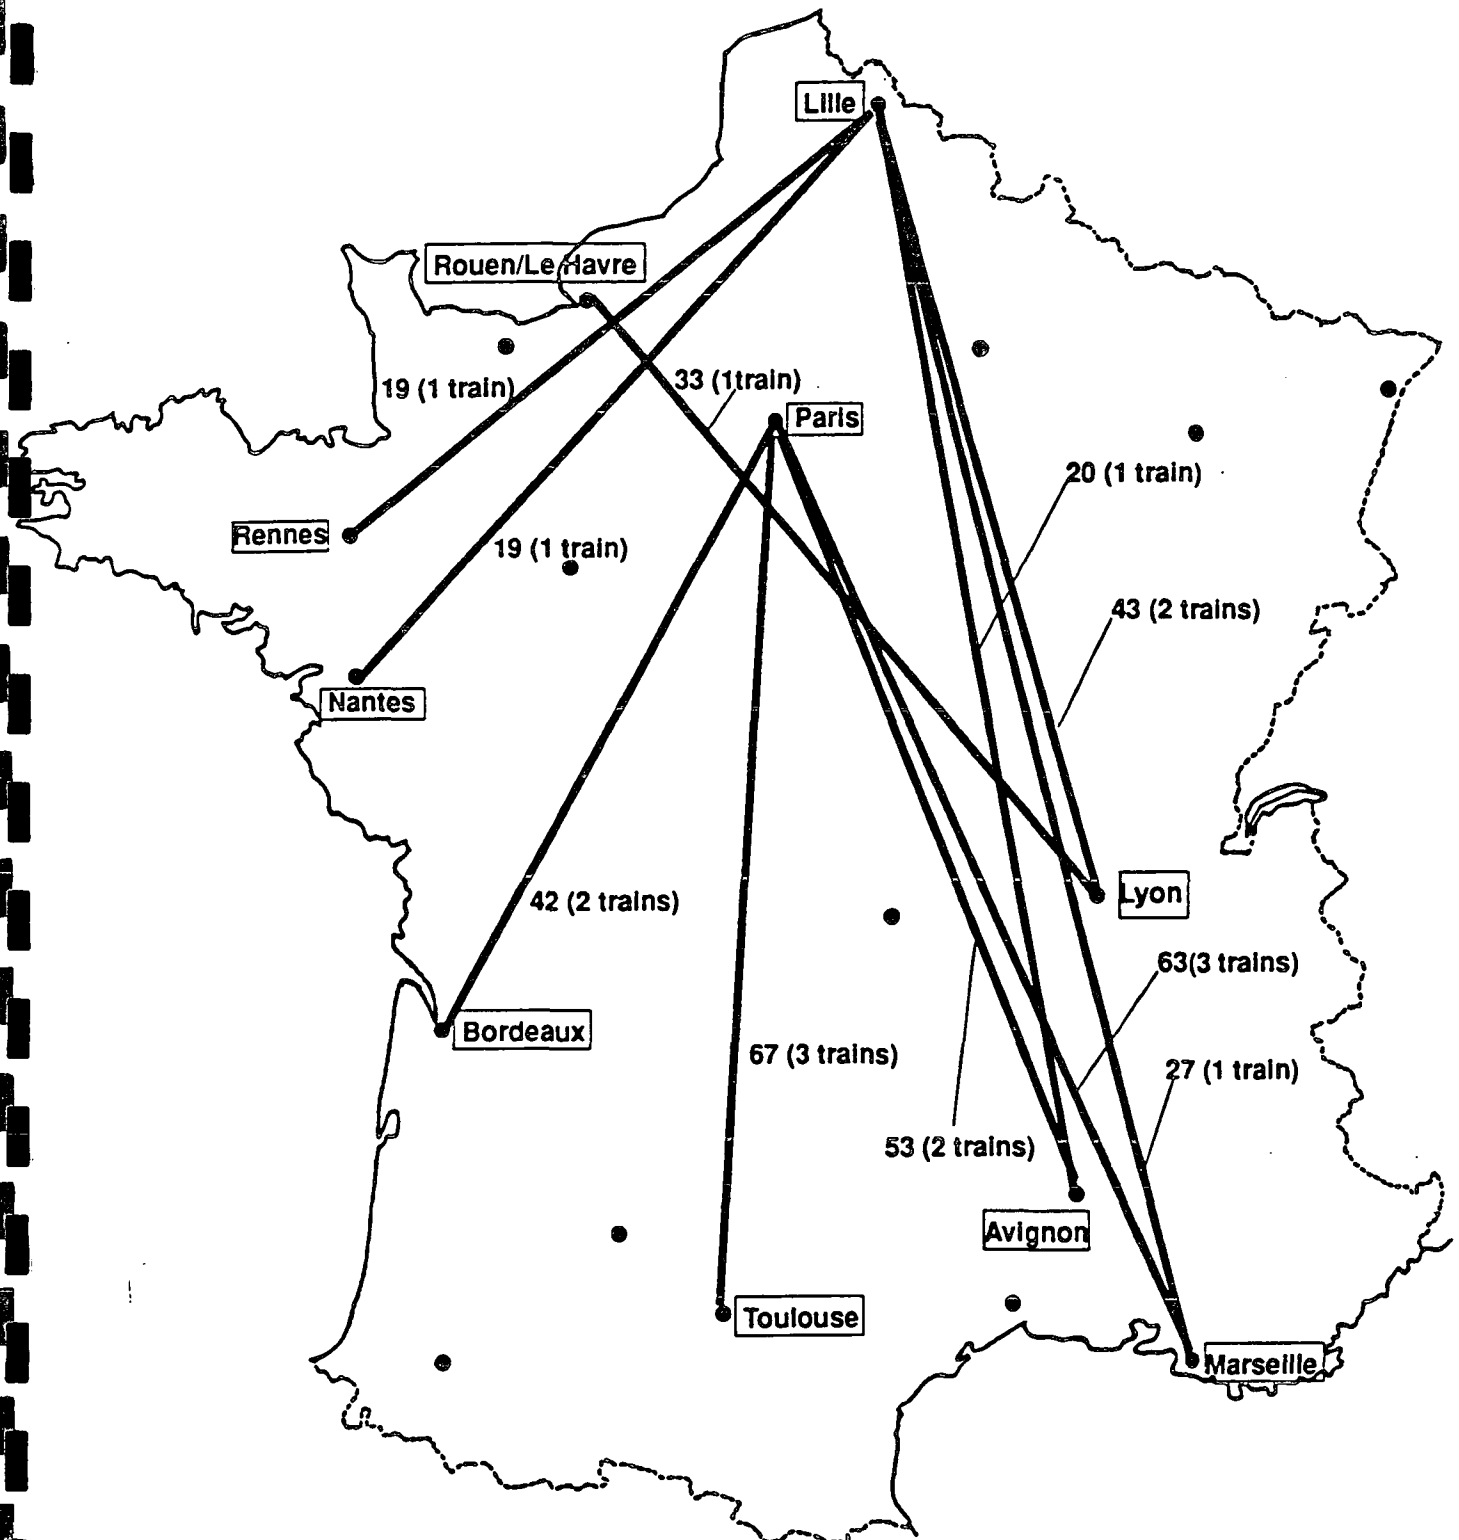 Lille
Rouen/Le Havre
19 (1 train)
33 (1train)
Paris
20 (1 train)
Rennes
19 (1 train)
43 (2 trains)
Nantes
42 (2 trains)
Lyon
63(3 trains)
Bordeaux
67 (3 trains)
27 (1 train)
53 (2 trains)
Avignon
Toulouse
Marseille